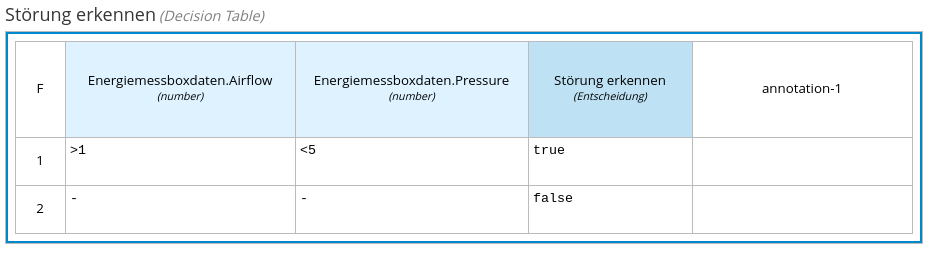 Störung erkennen (Decision Table)
F
Energiemessboxdaten.Airflow
(number)
Energiemessboxdaten.Pressure
(number)
Störung erkennen
(Entscheidung)
annotation-1
1
>1
<5
true
2
-
-
false